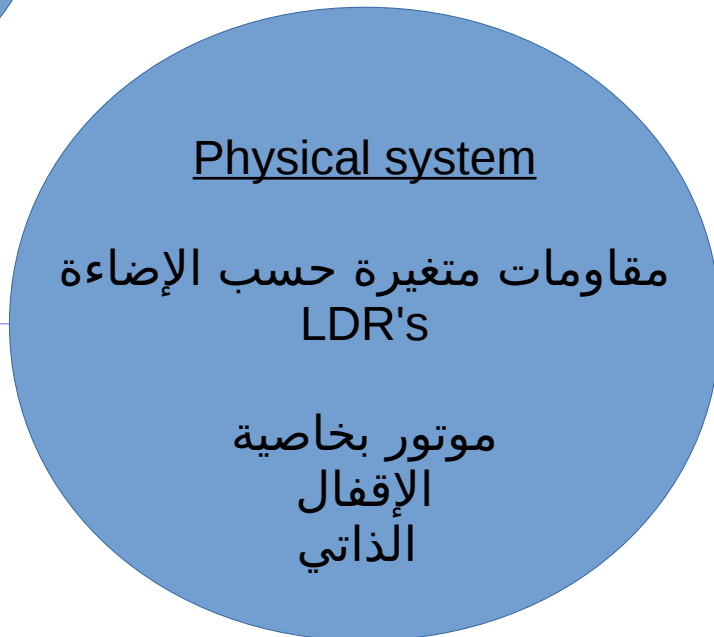 Physical system
مقاومات متغيرة حسب الإضاءة
LDR's
موتور بخاصية
الإقفال
الذاتي